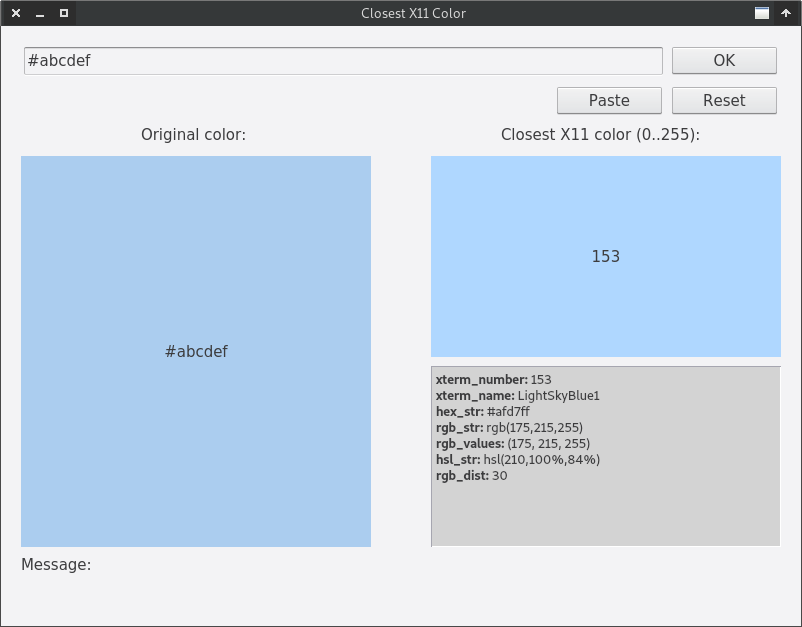 Closest X11 Color
#abcdef
OK
Paste
Reset
Original color:
Closest X11 color (0..255):
#abcdef
153
xterm_number: 153
xterm_name: LightSkyBlue1
hex_str: #afd7ff
rgb_str: rgb(175,215,255)
rgb_values: (175, 215, 255)
hsl_str: hsl(210,100%,84%)
rgb_dist: 30
Message: